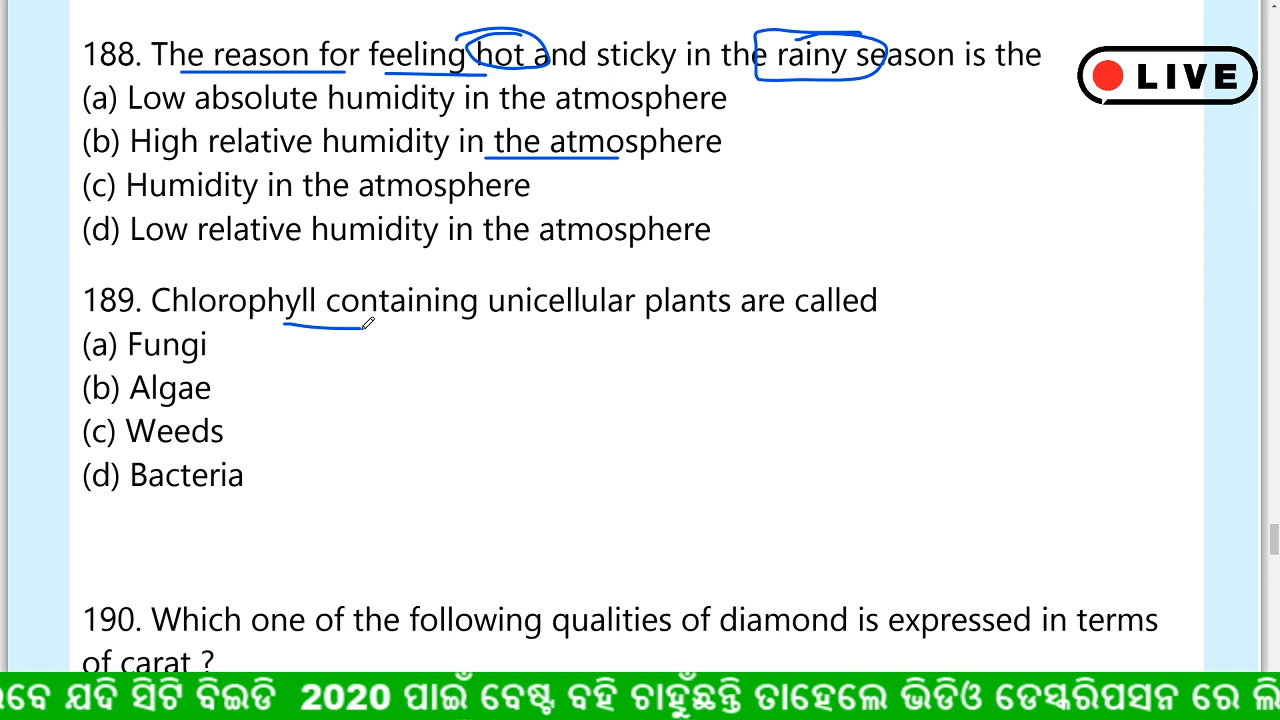 188. The reason for feeling hot and sticky in the rainy season is the
LIVE
(a) Low absolute humidity in the atmosphere
(b) High relative humidity in the atmosphere
(c) Humidity in the atmosphere
(d) Low relative humidity in the atmosphere
189. Chlorophyll containing unicellular plants are called
(a) Fungi
(b) Algae
(c) Weeds
(d) Bacteria
190. Which one of the following qualities of diamond is expressed in terms
of carat ?
ଯଦି ସିଟି ବିଇଡି 2020 ପାଇଁ ବେଷ୍ଟ ବହି ଚାହୁଁଛନ୍ତି ତାହେଲେ ଭିଡିଓ ଡେସ୍କରିପସନ ରେ